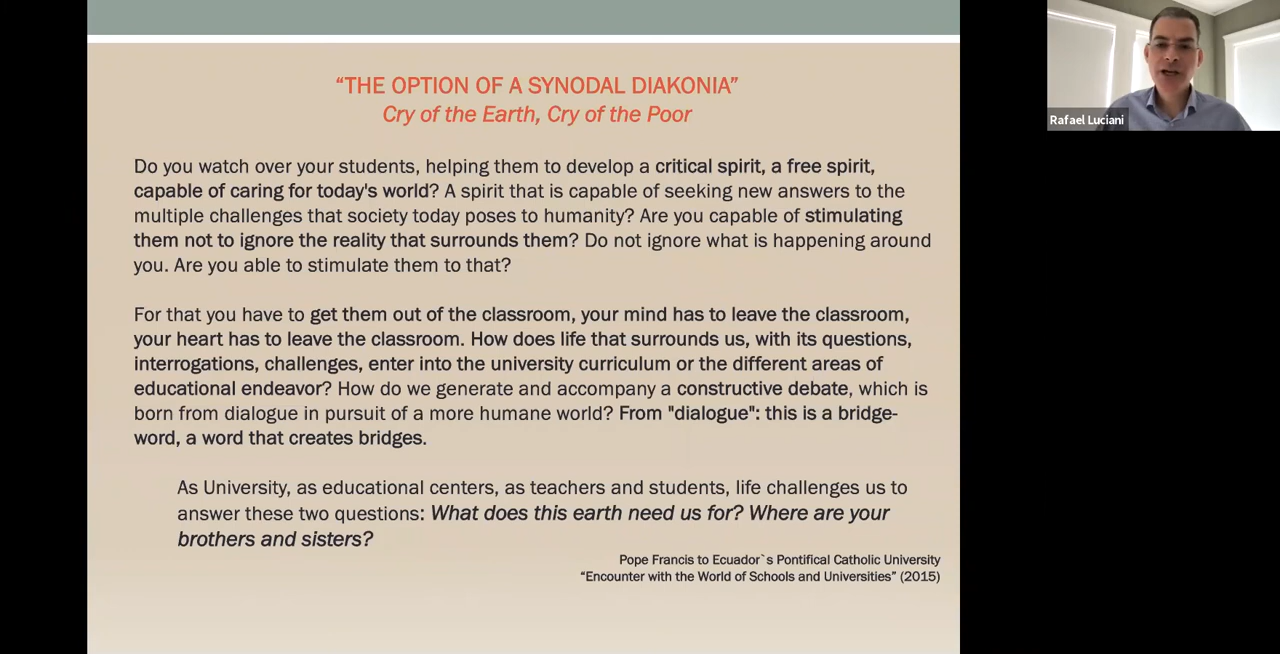 “THE OPTION OF A SYNODAL DIAKONIA”
Cry of the Earth, Cry of the Poor
Do you watch over your students, helping them to develop a critical spirit, a free spirit,
capable of caring for today's world? A spirit that is capable of seeking new answers to the
multiple challenges that society today poses to humanity? Are you capable of stimulating
them not to ignore the reality that surrounds them? Do not ignore what is happening around
you. Are you able to stimulate them to that?
For that you have to get them out of the classroom, your mind has to leave the classroom,
your heart has to leave the classroom. How does life that surrounds us, with its questions,
interrogations, challenges, enter into the university curriculum or the different areas of
educational endeavor? How do we generate and accompany a constructive debate, which is
born from dialogue in pursuit of a more humane world? From "dialogue": this is a bridge-
word, a word that creates bridges.
As University, as educational centers, as teachers and students, life challenges us to
answer these two questions: What does this earth need us for? Where are your
brothers and sisters?
Pope Francis to Ecuador`s Pontifical Catholic University
“Encounter with the World of Schools and Universities” (2015)
Rafael Luciani